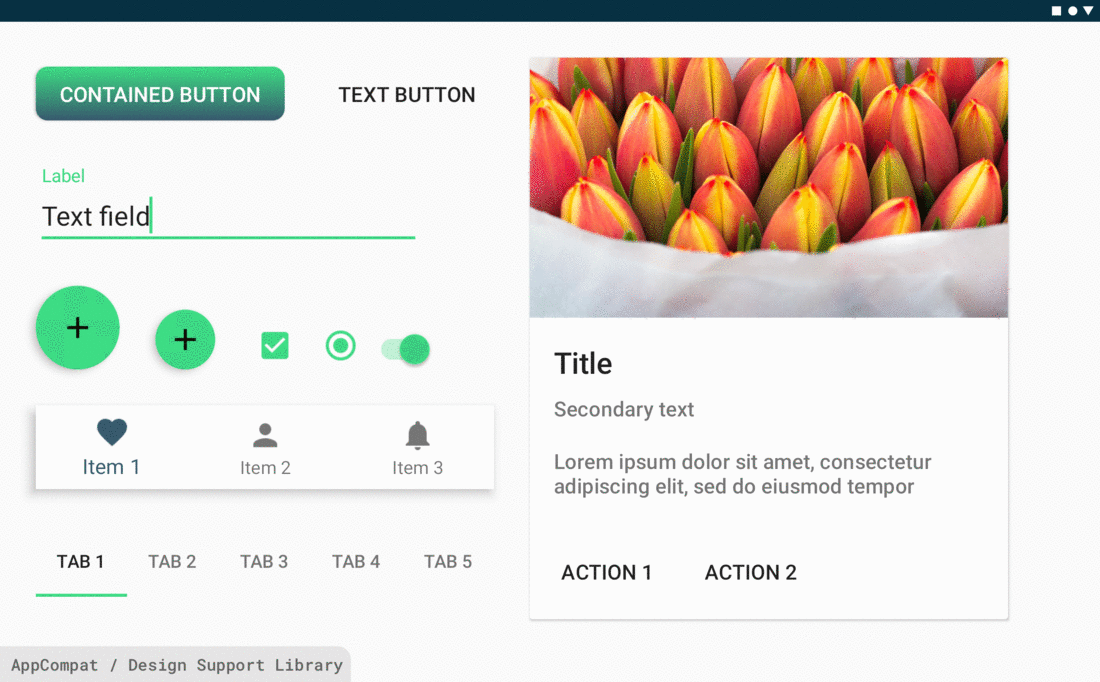 CONTAINED BUTTON
TEXT BUTTON
Label
Text field
Item 1
Item 2
Item 3
TAB 1
TAB 2
TAB 3
TAB 4
TAB 5
Title
Secondary text
Lorem ipsum dolor sit amet, consectetur
adipiscing elit, sed do eiusmod tempor
ACTION 1
ACTION 2
AppCompat / Design Support Library